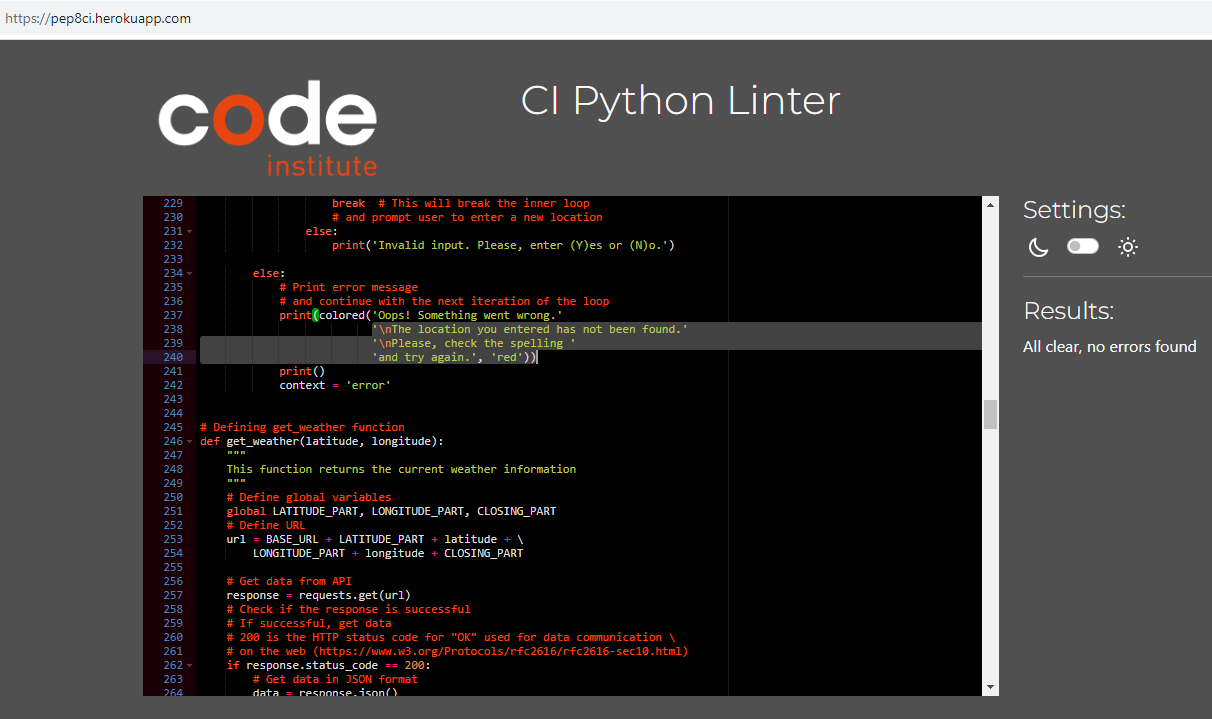 https://pep8ci.herokuapp.com
code
institute
CI Python Linter
229 break  # This will break the inner loop
230 # and prompt user to enter a new location
231 else:
232 print('Invalid input. Please, enter (Y)es or (N)o.')
233
234 else:
235 # Print error message
236 # and continue with the next iteration of the loop
237 print(colored('Oops! Something went wrong.'
238 '\nThe location you entered has not been found.'
239 '\nPlease, check the spelling '
240 'and try again.', 'red'))
241 print()
242 context = 'error'
243
244
245 # Defining get_weather function
246 def get_weather(latitude, longitude):
247 """
248 This function returns the current weather information
249 """
250 # Define global variables
251 global LATITUDE_PART, LONGITUDE_PART, CLOSING_PART
252 # Define URL
253 url = BASE_URL + LATITUDE_PART + latitude + \
254 LONGITUDE_PART + longitude + CLOSING_PART
255
256 # Get data from API
257 response = requests.get(url)
258 # Check if the response is successful
259 # If successful, get data
260 # 200 is the HTTP status code for "OK" used for data communication \
261 # on the web (https://www.w3.org/Protocols/rfc2616/rfc2616-sec10.html)
262 if response.status_code == 200:
263 # Get data in JSON format
264 data = response.json()
Settings:
Results:
All clear, no errors found